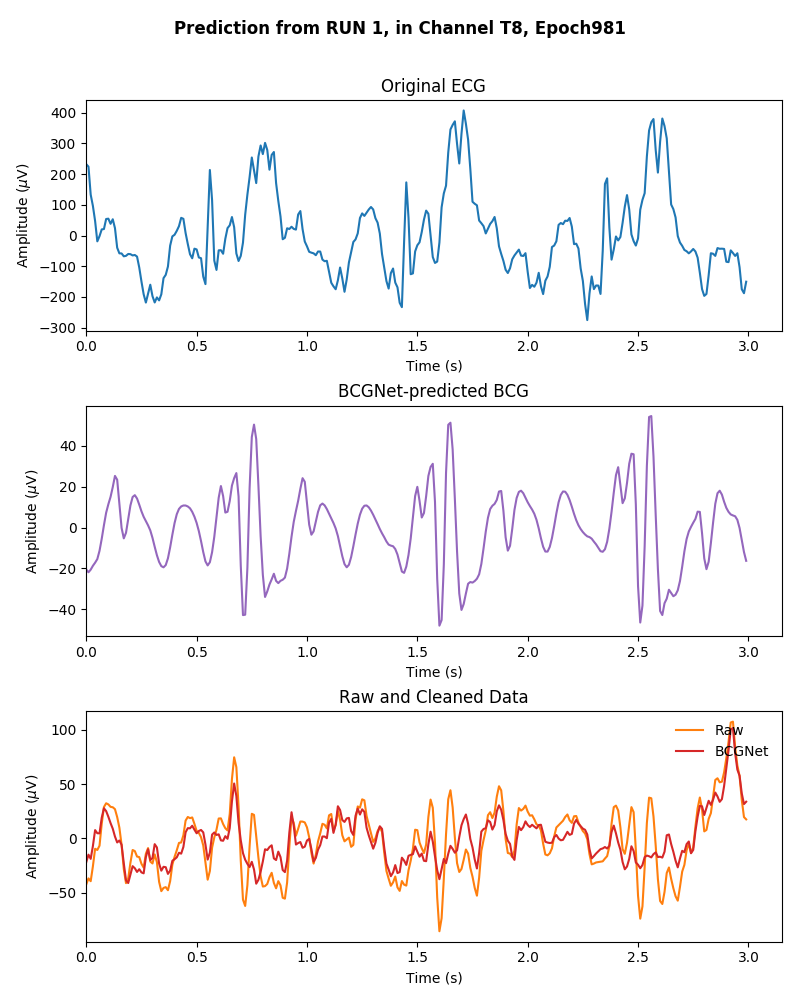 Prediction from RUN 1, in Channel T8, Epoch981
Original ECG
Amplitude (μV)
400
300
200
100
0
−100
−200
−300
0.0 0.5 1.0 1.5 2.0 2.5 3.0
Time (s)
BCGNet-predicted BCG
Amplitude (μV)
40
20
0
−20
−40
0.0 0.5 1.0 1.5 2.0 2.5 3.0
Time (s)
Raw and Cleaned Data
Amplitude (μV)
100
50
0
−50
Raw
BCGNet
0.0 0.5 1.0 1.5 2.0 2.5 3.0
Time (s)